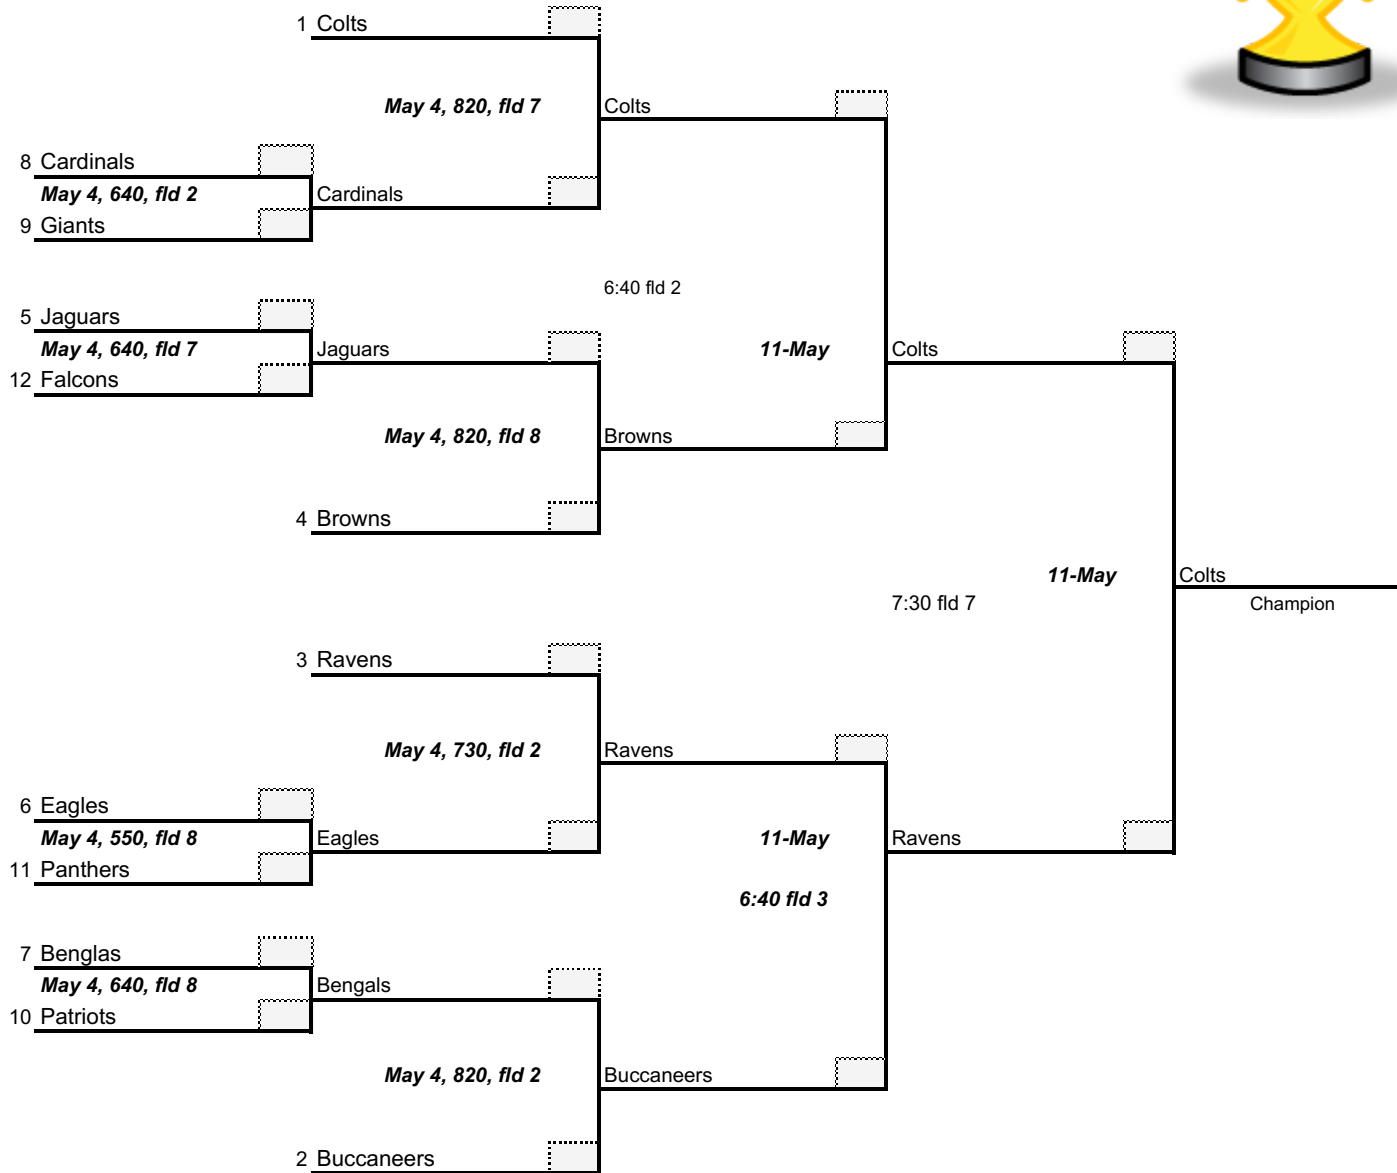 1 Colts
May 4, 820, fld 7
Colts
8 Cardinals
May 4, 640, fld 2
Cardinals
9 Giants
6:40 fld 2
5 Jaguars
May 4, 640, fld 7
Jaguars
11-May
Colts
12 Falcons
May 4, 820, fld 8
Browns
4 Browns
11-May
Colts
7:30 fld 7
Champion
3 Ravens
May 4, 730, fld 2
Ravens
6 Eagles
May 4, 550, fld 8
Eagles
11-May
Ravens
11 Panthers
6:40 fld 3
7 Benglas
May 4, 640, fld 8
Bengals
10 Patriots
May 4, 820, fld 2
Buccaneers
2 Buccaneers